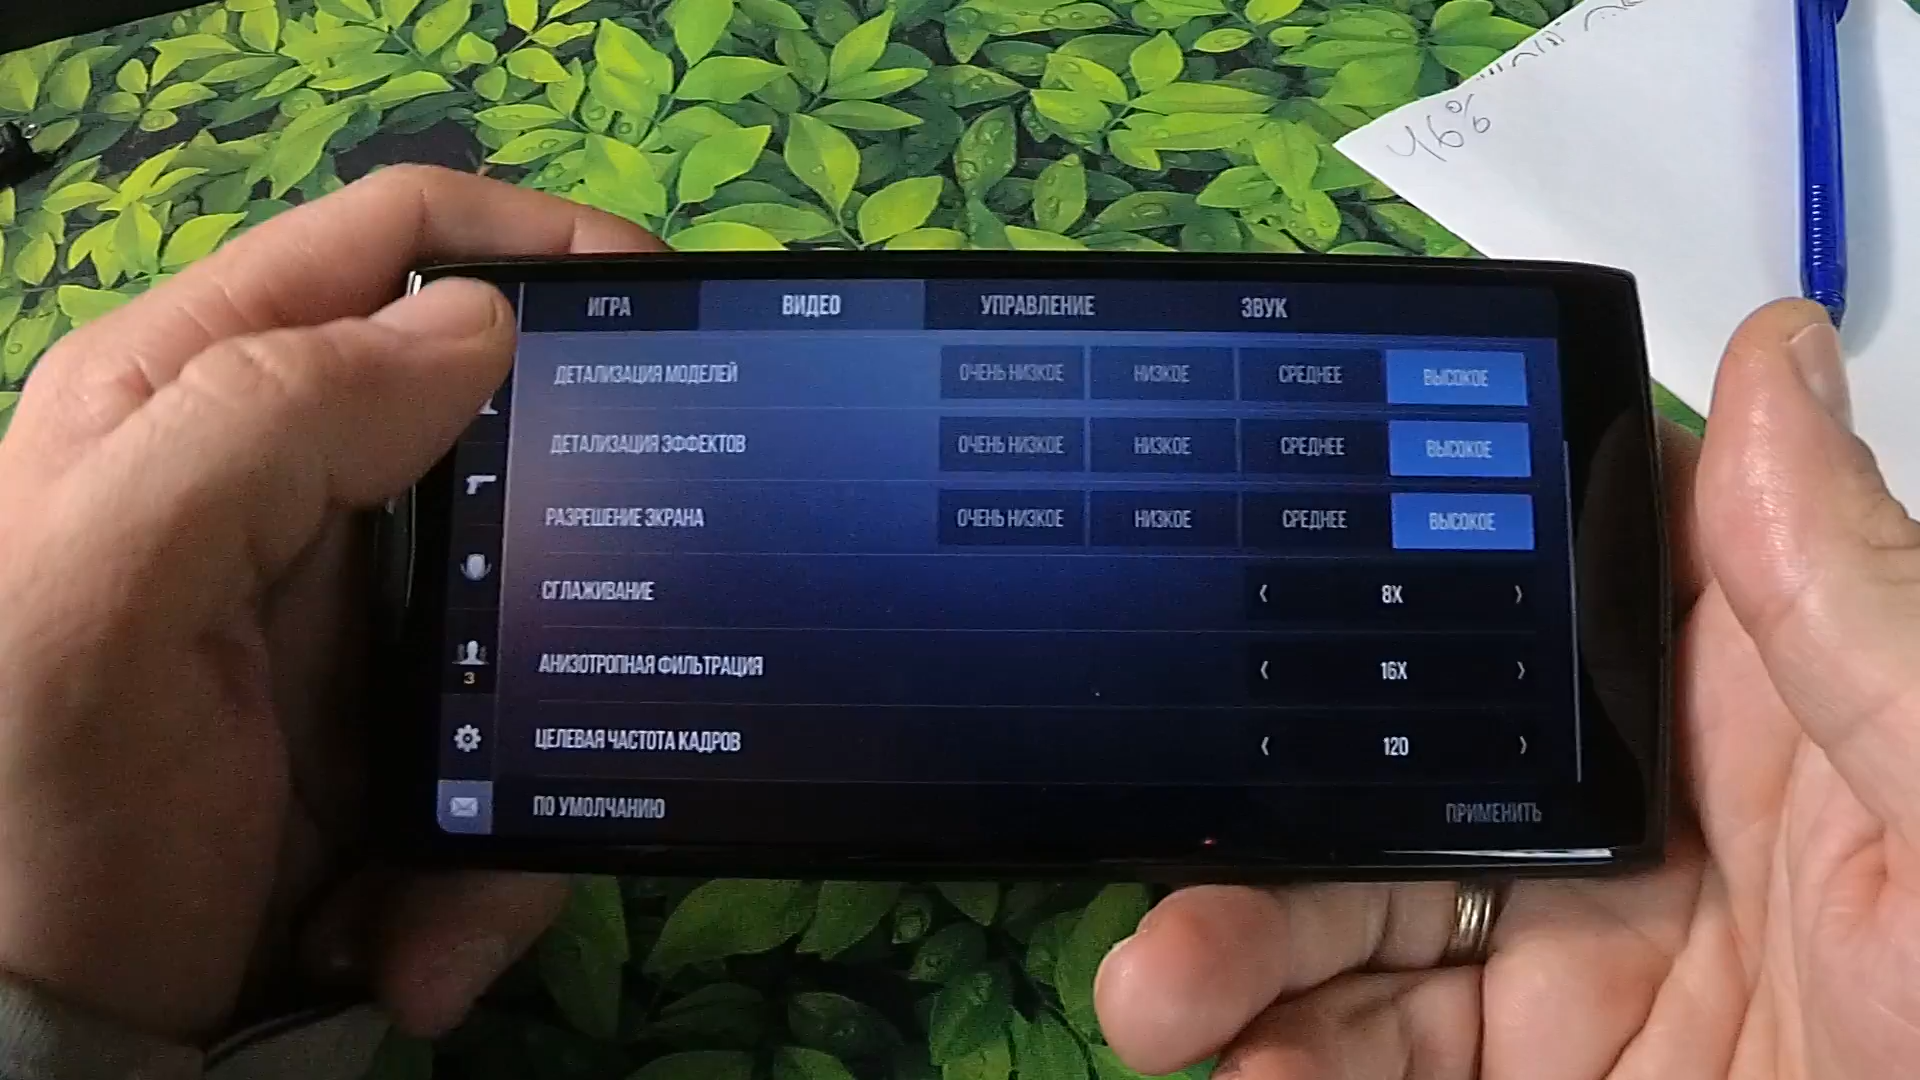 46%
ИГРА ВИДЕО УПРАВЛЕНИЕ ЗВУК
ДЕТАЛИЗАЦИЯ МОДЕЛЕЙ ОЧЕНЬ НИЗКОЕ НИЗКОЕ СРЕДНЕЕ ВЫСОКОЕ
ДЕТАЛИЗАЦИЯ ЭФФЕКТОВ ОЧЕНЬ НИЗКОЕ НИЗКОЕ СРЕДНЕЕ ВЫСОКОЕ
РАЗРЕШЕНИЕ ЭКРАНА ОЧЕНЬ НИЗКОЕ НИЗКОЕ СРЕДНЕЕ ВЫСОКОЕ
СГЛАЖИВАНИЕ 8X
АНИЗОТРОПНАЯ ФИЛЬТРАЦИЯ 16X
3
ЦЕЛЕВАЯ ЧАСТОТА КАДРОВ 120
ПО УМОЛЧАНИЮ ПРИМЕНИТЬ